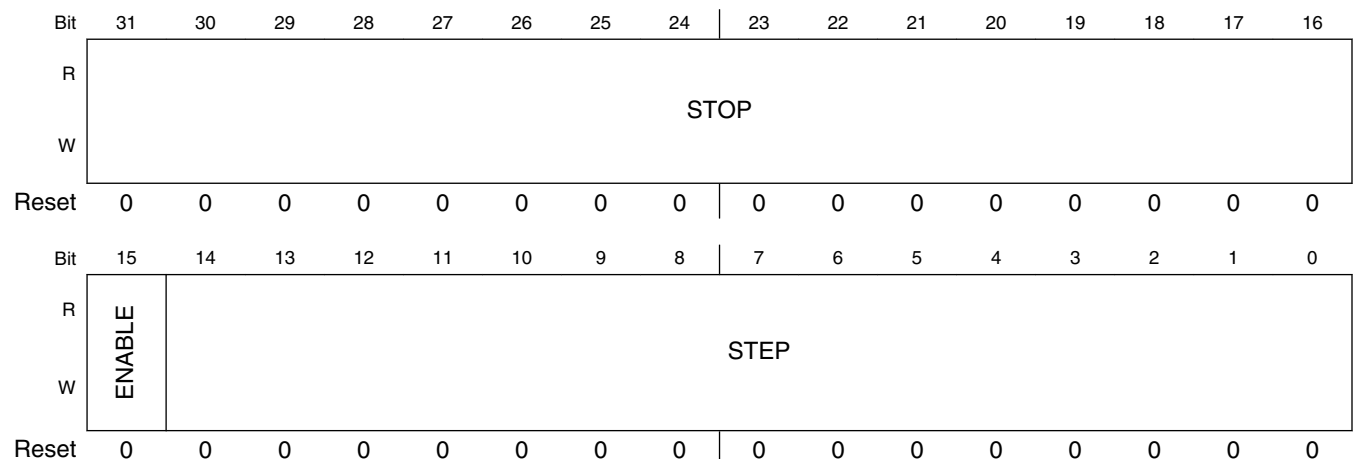 Bit 31 30 29 28 27 26 25 24 23 22 21 20 19 18 17 16
R
STOP
W
Reset 0 0 0 0 0 0 0 0 0 0 0 0 0 0 0 0
Bit 15 14 13 12 11 10 9 8 7 6 5 4 3 2 1 0
R
ENABLE
STEP
W
Reset 0 0 0 0 0 0 0 0 0 0 0 0 0 0 0 0